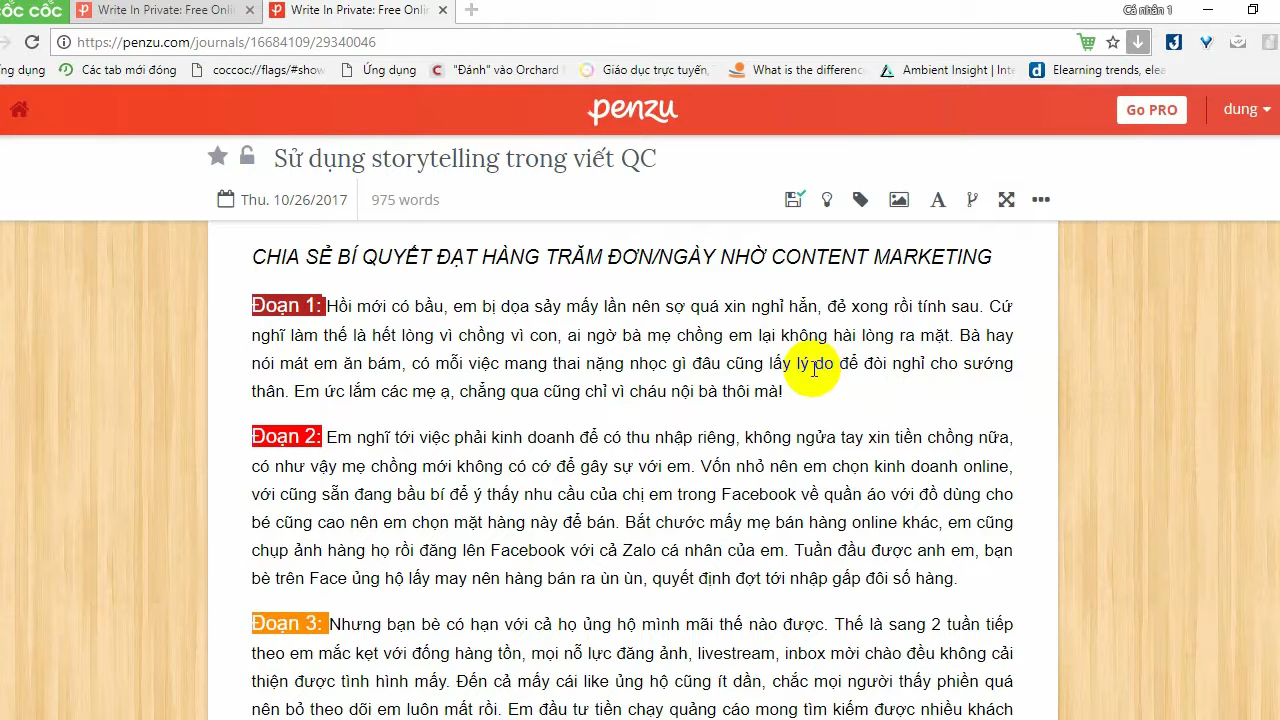 CỐC CỐC
Write In Private: Free Onli
Write In Private: Free Onli
Cá nhân 1
https://penzu.com/journals/16684109/29340046
ng dụng
Các tab mới đóng
coccoc://flags/#show
Ứng dụng
"Đánh" vào Orchard
Giáo dục trực tuyến,
What is the differenc
Ambient Insight | Inte
Elearning trends, elea
penzu
Go PRO
dung
Sử dụng storytelling trong viết QC
Thu. 10/26/2017
975 words
CHIA SẺ BÍ QUYẾT ĐẠT HÀNG TRĂM ĐƠN/NGÀY NHỜ CONTENT MARKETING
Đoạn 1: Hồi mới có bầu, em bị dọa sảy mấy lần nên sợ quá xin nghỉ hẳn, đẻ xong rồi tính sau. Cứ
nghĩ làm thế là hết lòng vì chồng vì con, ai ngờ bà mẹ chồng em lại không hài lòng ra mặt. Bà hay
nói mát em ăn bám, có mỗi việc mang thai nặng nhọc gì đâu cũng lấy lý do để đòi nghỉ cho sướng
thân. Em ức lắm các mẹ ạ, chẳng qua cũng chỉ vì cháu nội bà thôi mà!
Đoạn 2: Em nghĩ tới việc phải kinh doanh để có thu nhập riêng, không ngửa tay xin tiền chồng nữa,
có như vậy mẹ chồng mới không có cớ để gây sự với em. Vốn nhỏ nên em chọn kinh doanh online,
với cũng sẵn đang bầu bí để ý thấy nhu cầu của chị em trong Facebook về quần áo với đồ dùng cho
bé cũng cao nên em chọn mặt hàng này để bán. Bắt chước mấy mẹ bán hàng online khác, em cũng
chụp ảnh hàng họ rồi đăng lên Facebook với cả Zalo cá nhân của em. Tuần đầu được anh em, bạn
bè trên Face ủng hộ lấy may nên hàng bán ra ùn ùn, quyết định đợt tới nhập gấp đôi số hàng.
Đoạn 3: Nhưng bạn bè có hạn với cả họ ủng hộ mình mãi thế nào được. Thế là sang 2 tuần tiếp
theo em mắc kẹt với đống hàng tồn, mọi nỗ lực đăng ảnh, livestream, inbox mời chào đều không cải
thiện được tình hình mấy. Đến cả mấy cái like ủng hộ cũng ít dần, chắc mọi người thấy phiền quá
nên bỏ theo dõi em luôn mất rồi. Em đầu tư tiền chạy quảng cáo mong tìm kiếm được nhiều khách